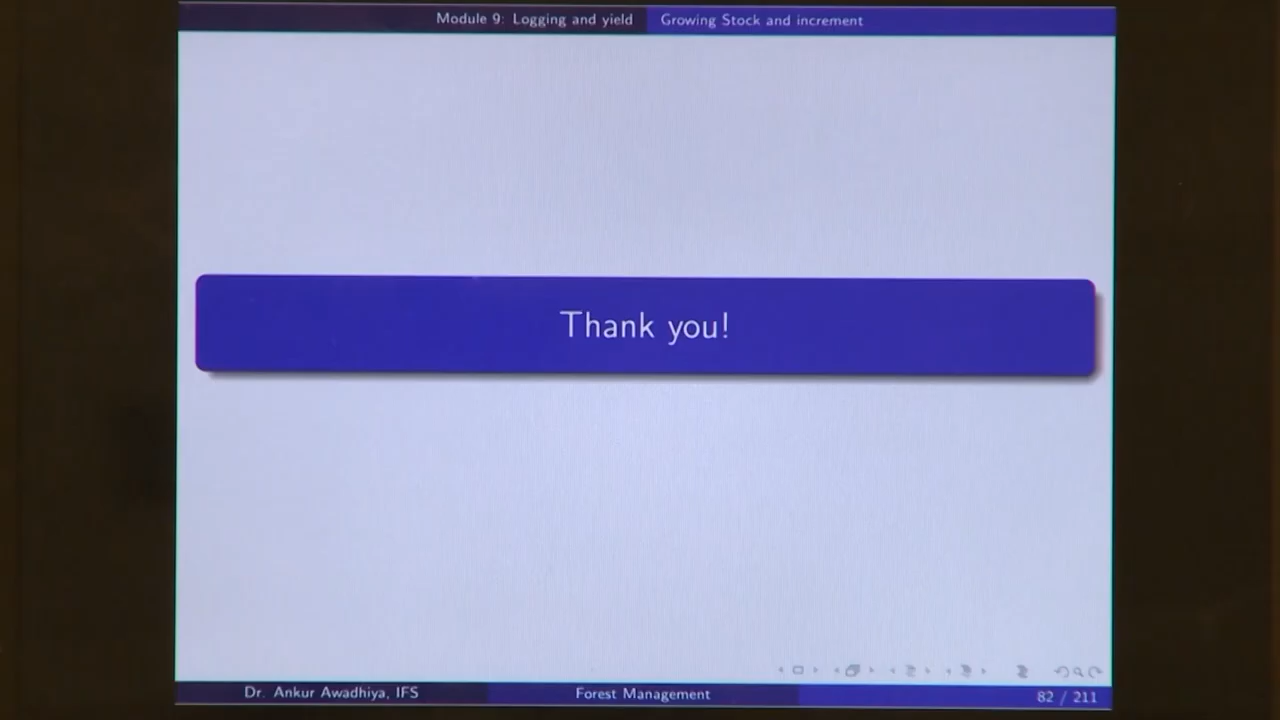 Module 9: Logging and yield Growing Stock and increment
Thank you!
Dr. Ankur Awadhiya, IFS Forest Management 82 / 211